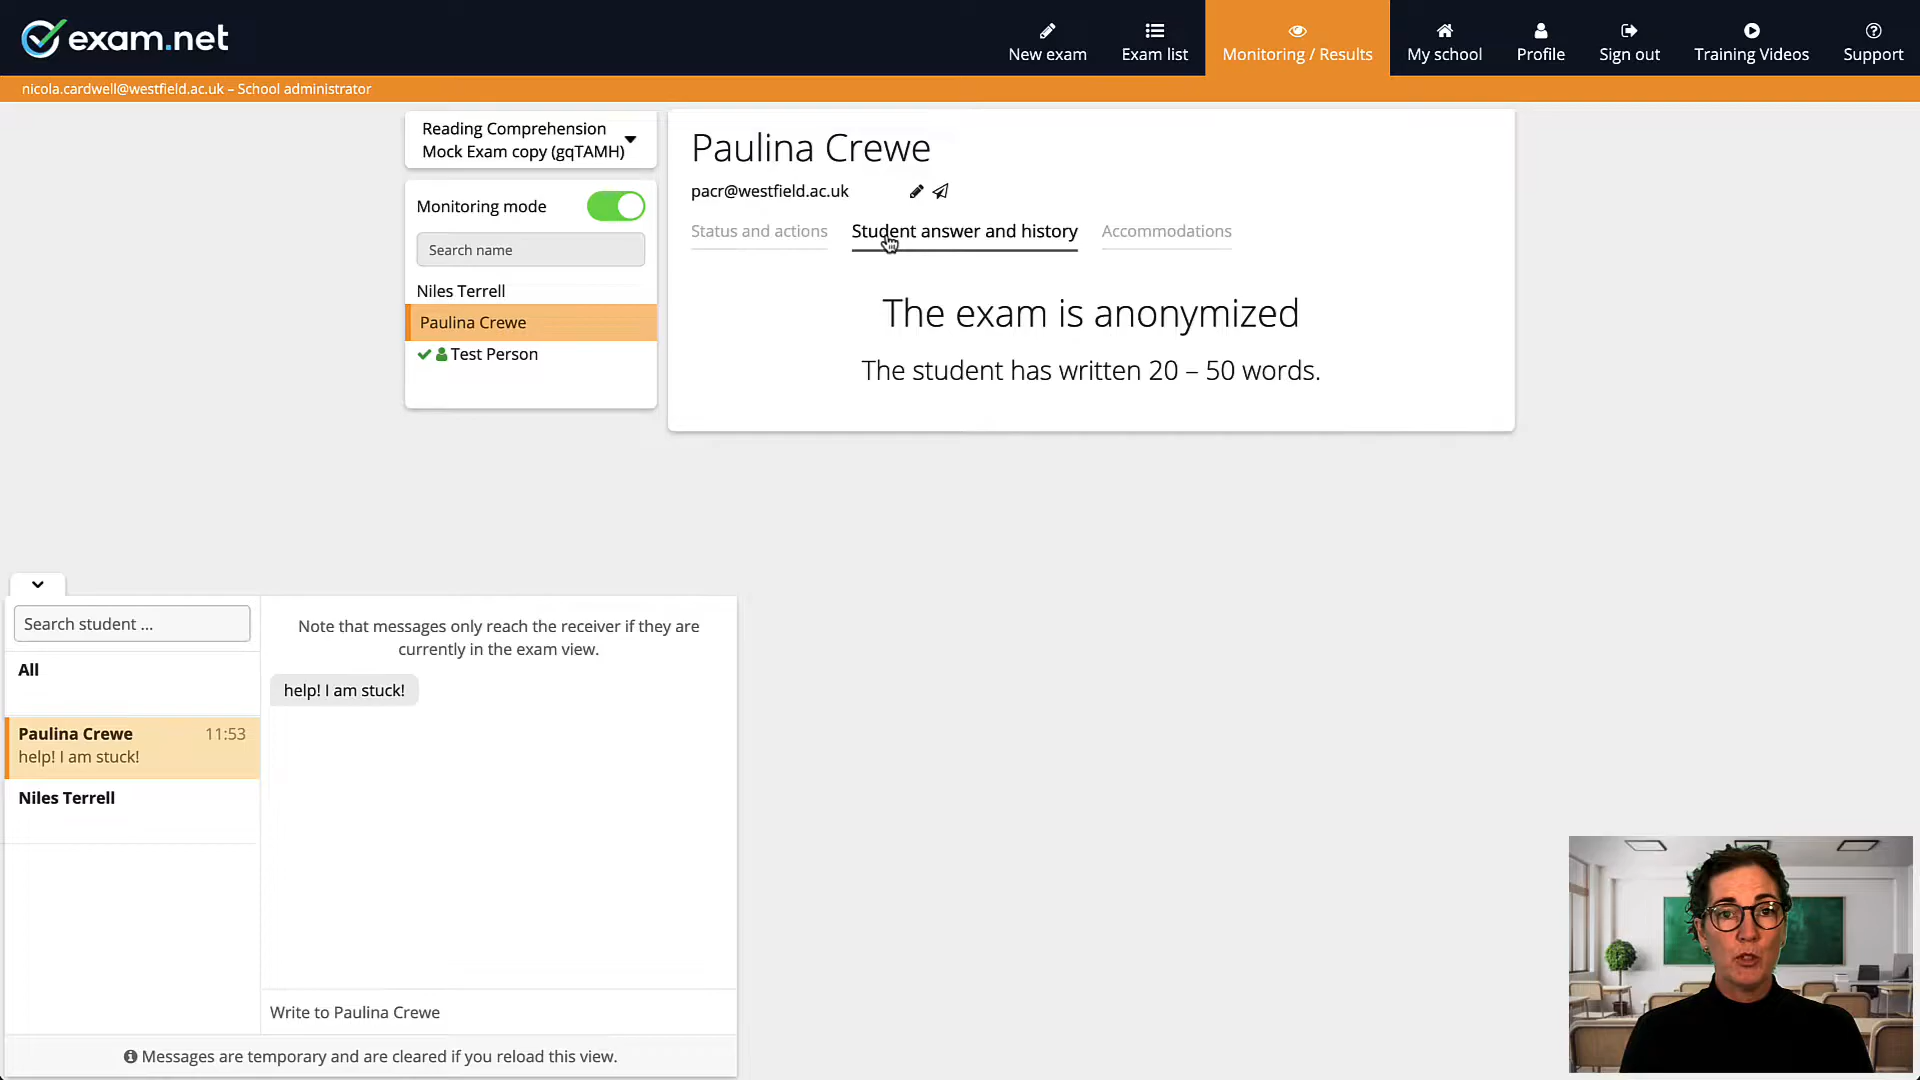 exam.net
New exam
Exam list
Monitoring / Results
My school
Profile
Sign out
Training Videos
Support
nicola.cardwell@westfield.ac.uk – School administrator
Reading Comprehension
Mock Exam copy (gqTAMH)
Monitoring mode
Search name
Niles Terrell
Paulina Crewe
Test Person
Paulina Crewe
pacr@westfield.ac.uk
Status and actions
Student answer and history
Accommodations
The exam is anonymized
The student has written 20 – 50 words.
Search student ...
All
Paulina Crewe 11:53
help! I am stuck!
Niles Terrell
Note that messages only reach the receiver if they are
currently in the exam view.
help! I am stuck!
Write to Paulina Crewe
Messages are temporary and are cleared if you reload this view.